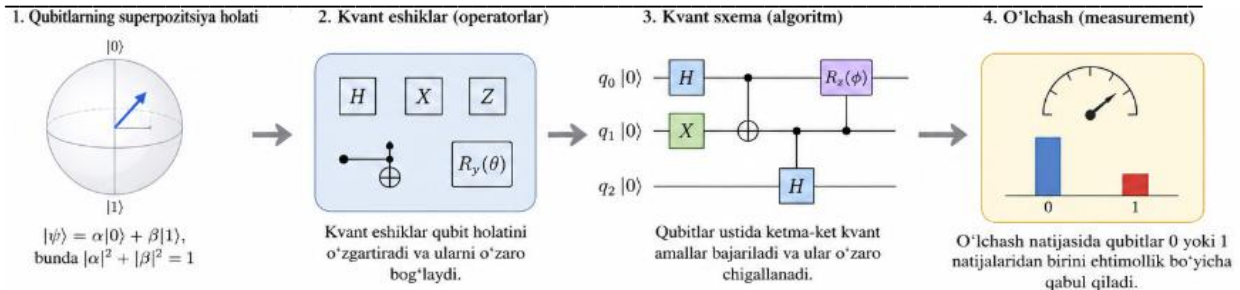 1. Qubitlarning superpozitsiya holati
|0⟩
|1⟩
|ψ⟩ = α|0⟩ + β|1⟩,
bunda |α|² + |β|² = 1
2. Kvant eshiklar (operatorlar)
H X Z
R_y(θ)
Kvant eshiklar qubit holatini
o‘zgartiradi va ularni o‘zaro
bog‘laydi.
3. Kvant sxema (algoritm)
q₀ |0⟩ H R_z(ϕ)
q₁ |0⟩ X
q₂ |0⟩ H
Qubitlar ustida ketma-ket kvant
amallar bajariladi va ular o‘zaro
chigallanadi.
4. O‘lchash (measurement)
0 1
O‘lchash natijasida qubitlar 0 yoki 1
natijalaridan birini ehtimollik bo‘yicha
qabul qiladi.